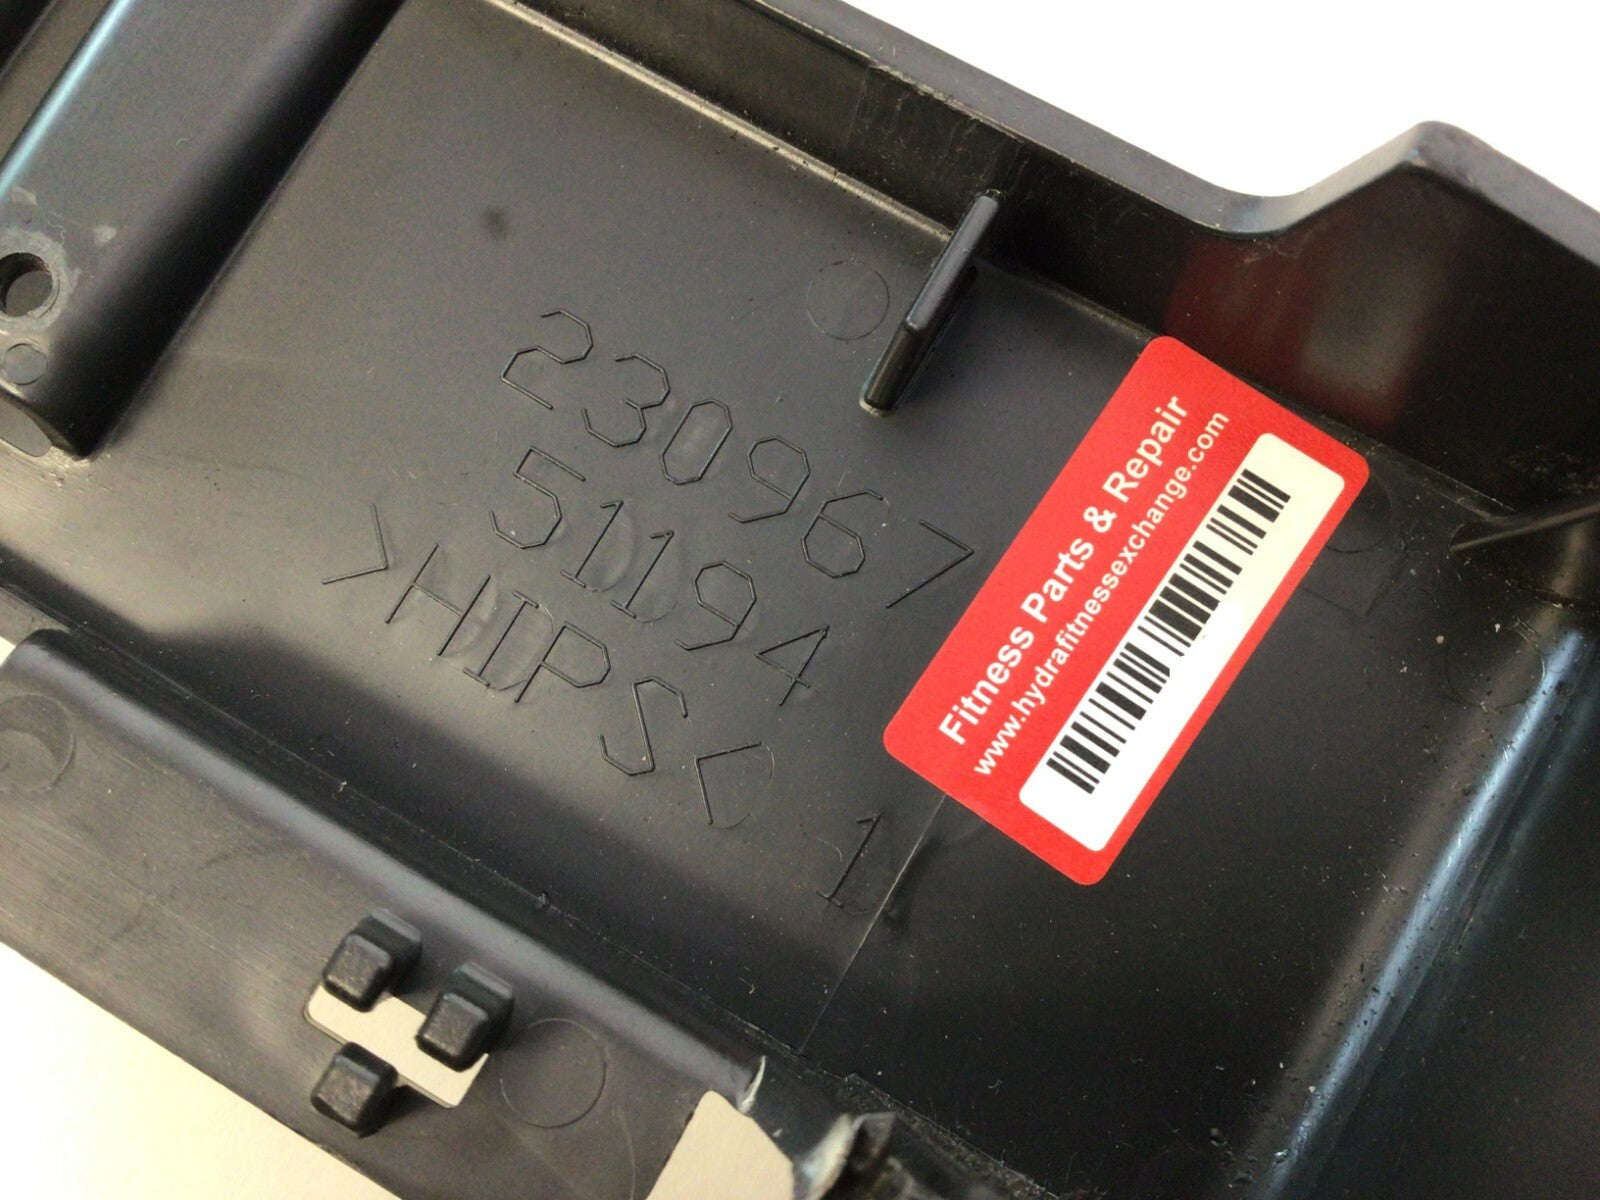 230967
51194
>HIPS<
1
Fitness Parts & Repair
www.hydrafitnessexchange.com